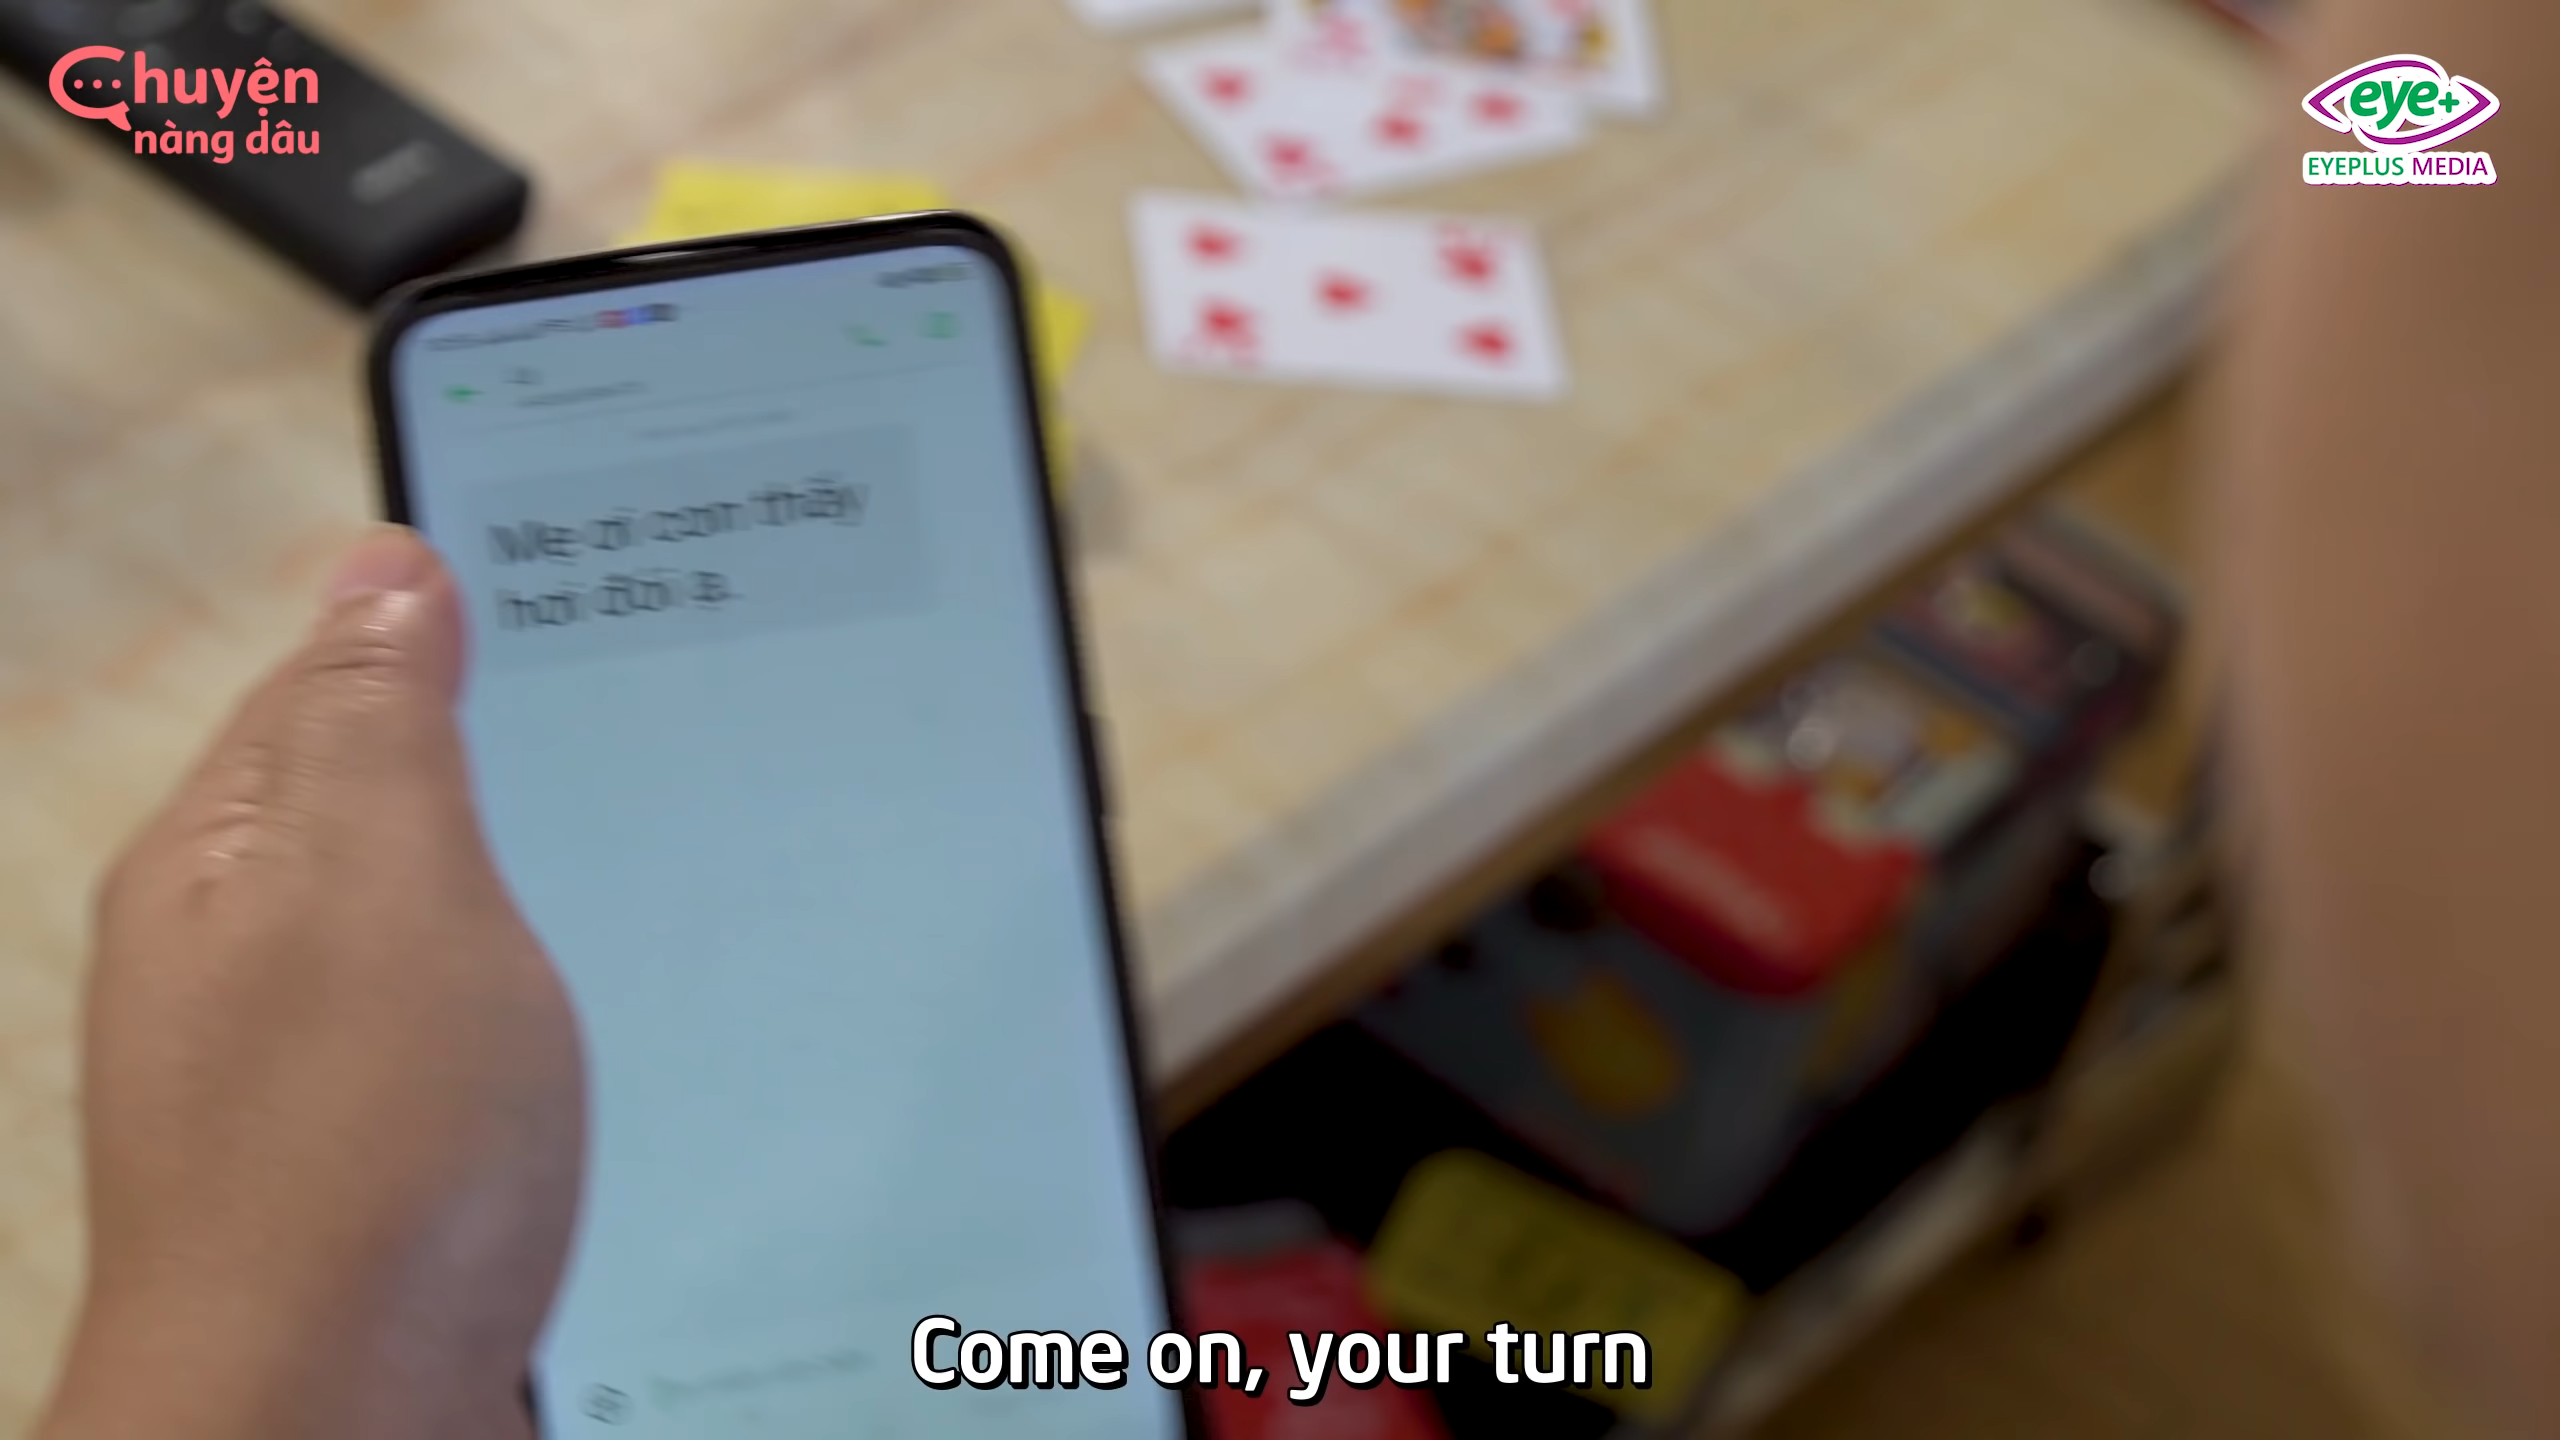 Chuyện
nàng dâu
eye+
EYEPLUS MEDIA
Mẹ ơi con thấy
hơi đói ạ.
Come on, your turn